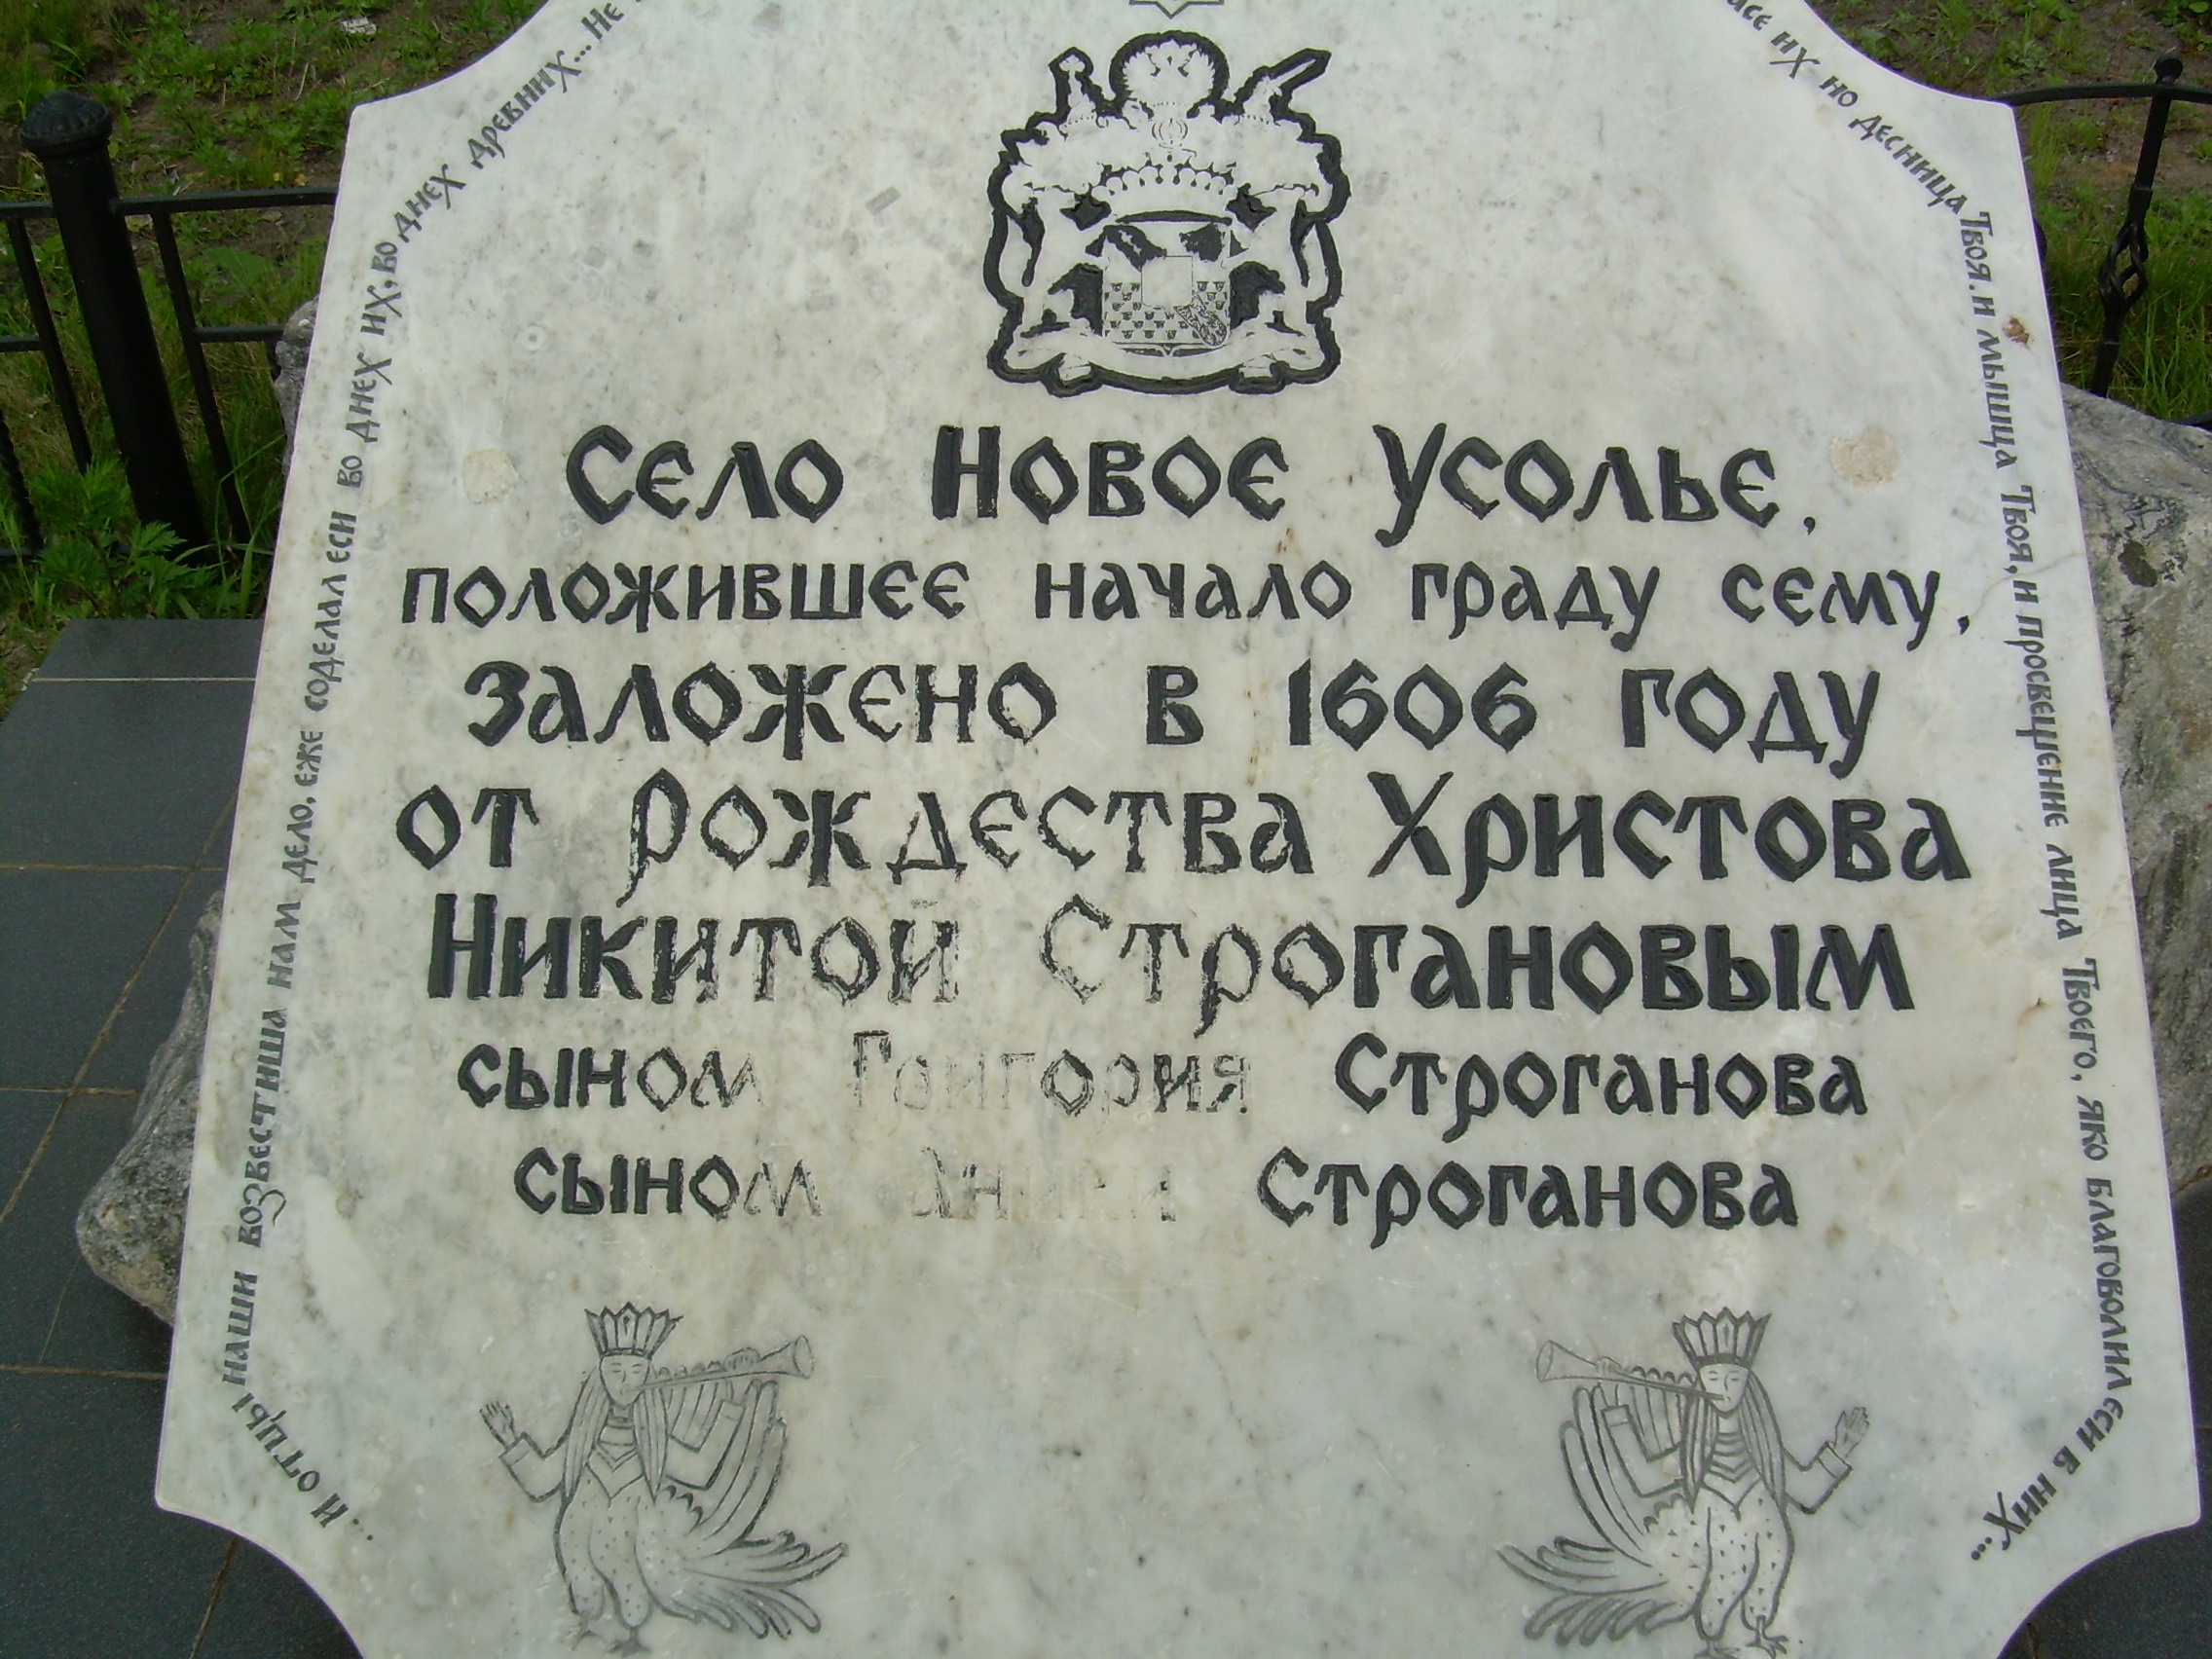 ...И отцы наши возвестиша нам дело, еже соделал еси во днех их, во днех древних... Не
их но десница Твоя. и мышца Твоя, и просвещение лица Твоего, яко благоволил еси в них...
Село Новое Усолье,
положившее начало граду сему,
заложено в 1606 году
от Рождества Христова
Никитой Строгановым
сыном Григория Строганова
сыном Аники Строганова